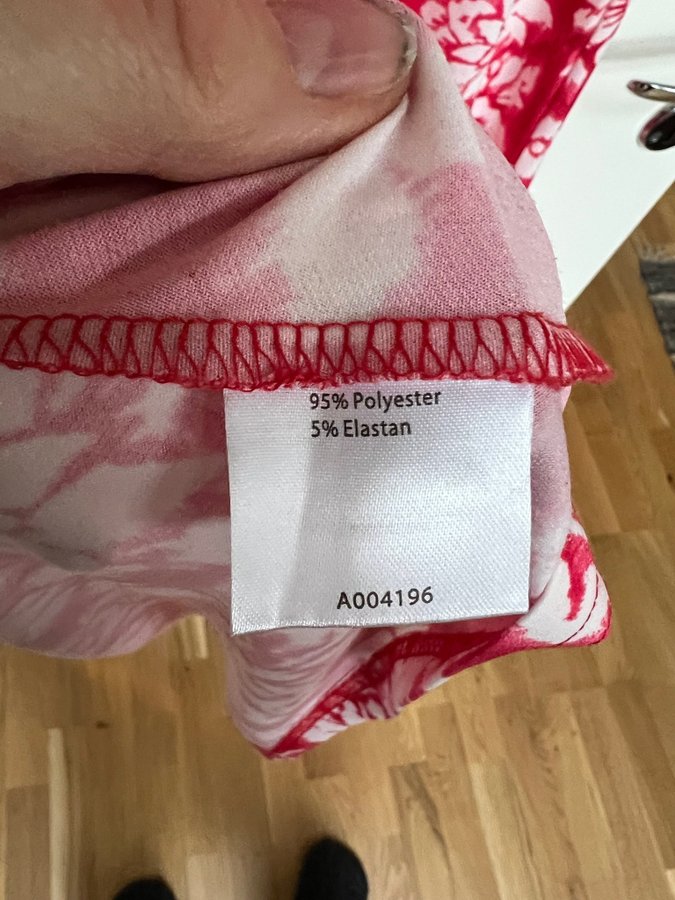 95% Polyester
5% Elastan
A004196